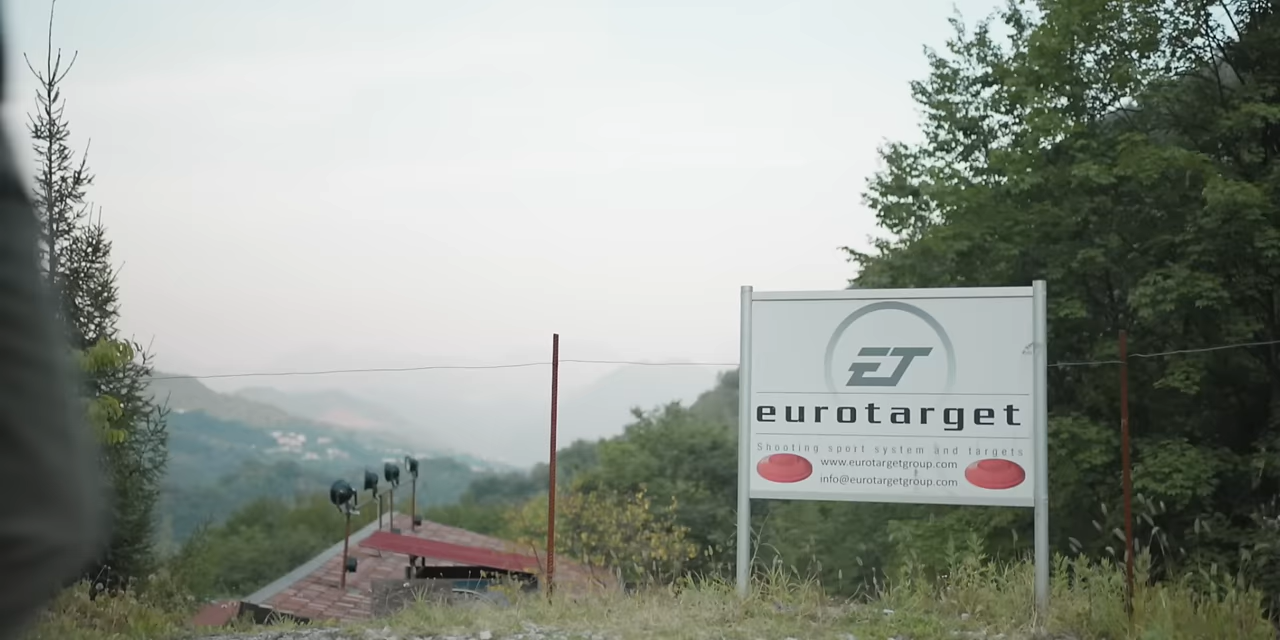 ET
eurotarget
Shooting sport system and targets
www.eurotargetgroup.com
info@eurotargetgroup.com